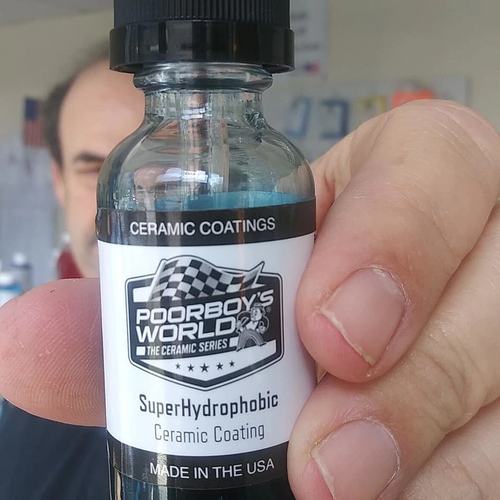 CERAMIC COATINGS
POORBOY'S
WORLD
THE CERAMIC SERIES
SuperHydrophobic
Ceramic Coating
MADE IN THE USA